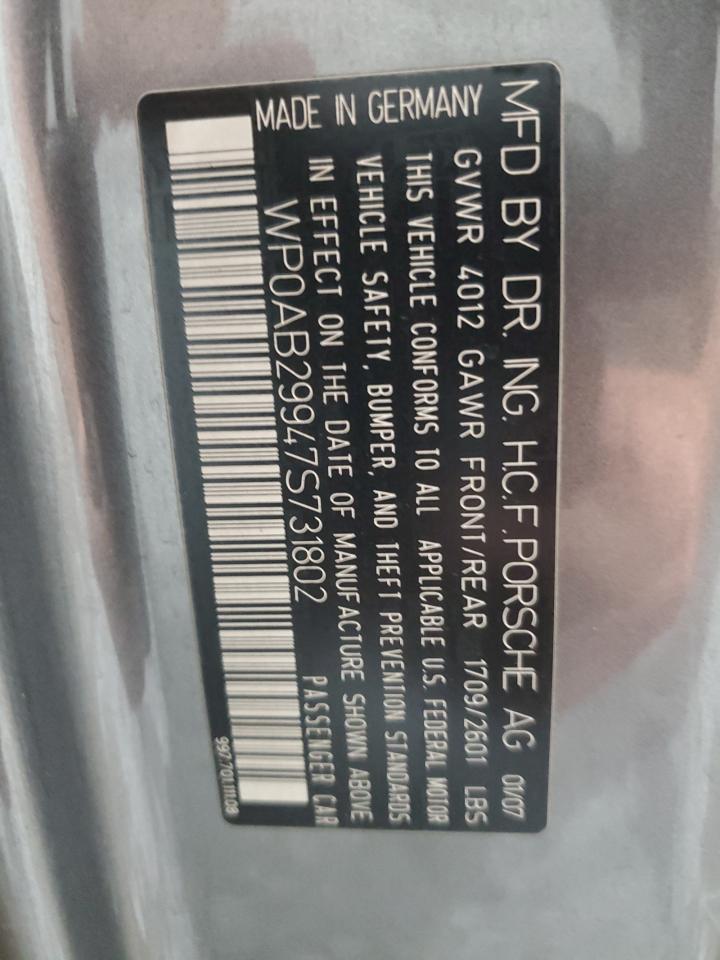 MFD BY DR. ING. H.C.F.PORSCHE AG 01/07
GVWR 4012 GAWR FRONT/REAR 1709/2601 LBS
THIS VEHICLE CONFORMS TO ALL APPLICABLE U.S. FEDERAL MOTOR
VEHICLE SAFETY, BUMPER, AND THEFT PREVENTION STANDARDS
IN EFFECT ON THE DATE OF MANUFACTURE SHOWN ABOVE
WP0AB29947S731802 PASSENGER CAR
MADE IN GERMANY